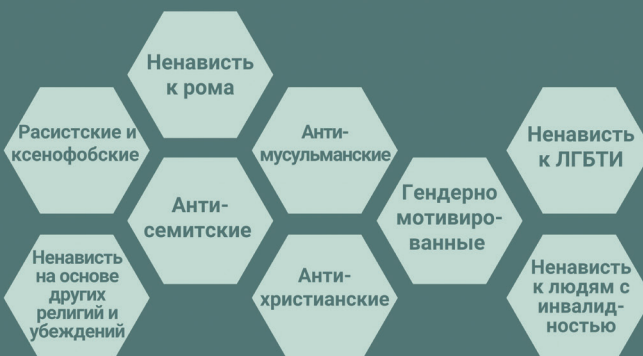 Ненависть
к рома
Расистские и
ксенофобские
Анти-
мусульманские
Ненависть
к ЛГБТИ
Анти-
семитские
Гендерно
мотивиро-
ванные
Ненависть
на основе
других
религий и
убеждений
Анти-
христианские
Ненависть
к людям с
инвалид-
ностью